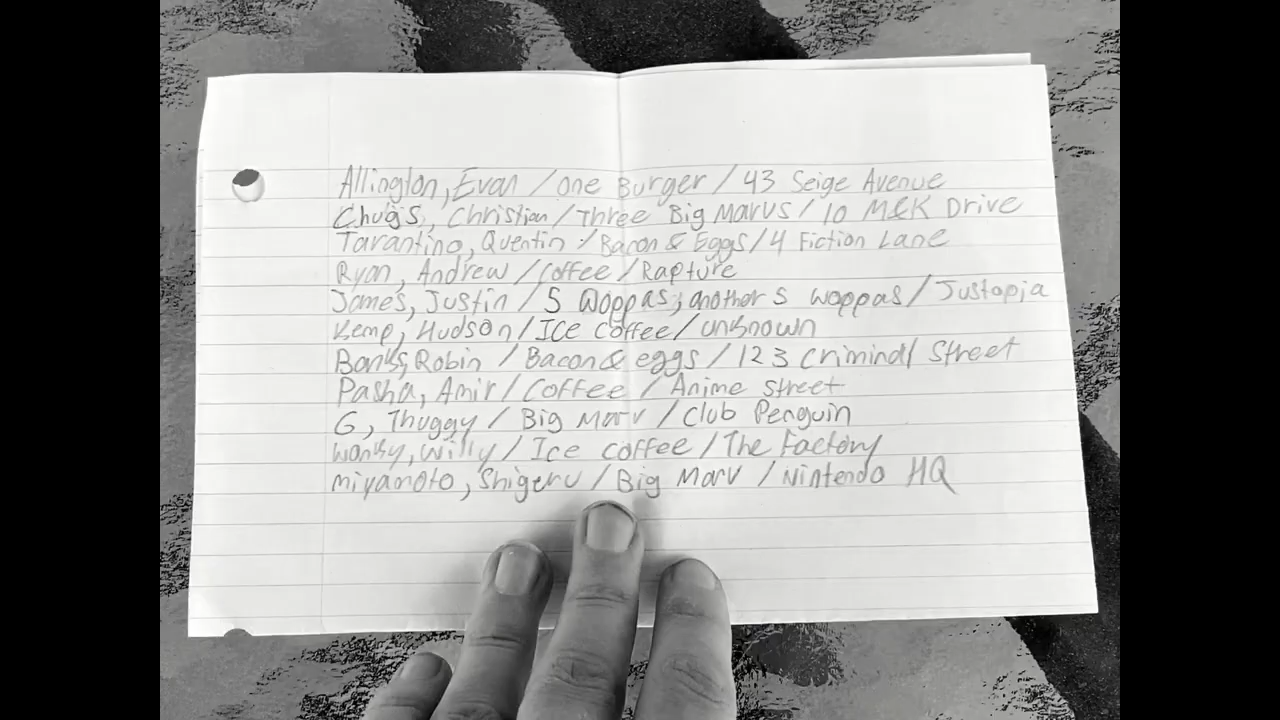 Allington, Evan / one Burger / 43 Seige Avenue
Chugs, Christian / Three Big Marvs / 10 M&K Drive
Tarantino, Quentin / Bacon & Eggs / 4 Fiction Lane
Ryan, Andrew / Coffee / Rapture
James, Justin / 5 Woppas, another 5 woppas / Justopia
Kemp, Hudson / Ice Coffee / unknown
Banks, Robin / Bacon & eggs / 123 Criminal Street
Pasha, Amir / Coffee / Anime street
G, Thuggy / Big Marv / Club Penguin
Wonky, Willy / Ice coffee / The Factory
Miyamoto, Shigeru / Big Marv / Nintendo HQ